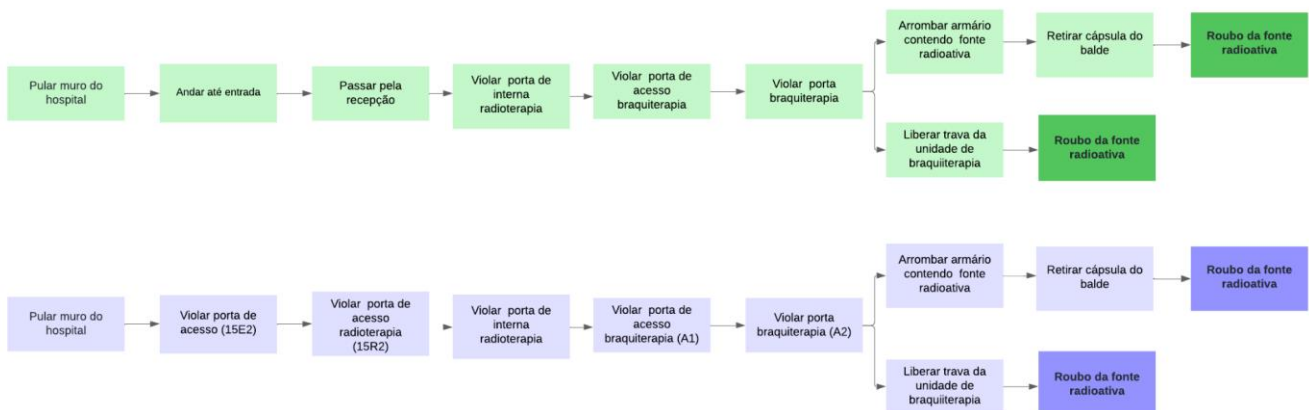 Arrombar armário
contendo fonte
radioativa
Retirar cápsula do
balde
Roubo da fonte
radioativa
Pular muro do
hospital
Andar até entrada
Passar pela
recepção
Violar porta de
interna
radioterapia
Violar porta de
acesso
braquiterapia
Violar porta
braquiterapia
Liberar trava da
unidade de
braquiiterapia
Roubo da fonte
radioativa
Arrombar armário
contendo fonte
radioativa
Retirar cápsula do
balde
Roubo da fonte
radioativa
Pular muro do
hospital
Violar porta de
acesso (15E2)
Violar porta de
acesso
radioterapia
(15R2)
Violar porta de
interna
radioterapia
Violar porta de
acesso
braquiterapia (A1)
Violar porta
braquiterapia (A2)
Liberar trava da
unidade de
braquiiterapia
Roubo da fonte
radioativa